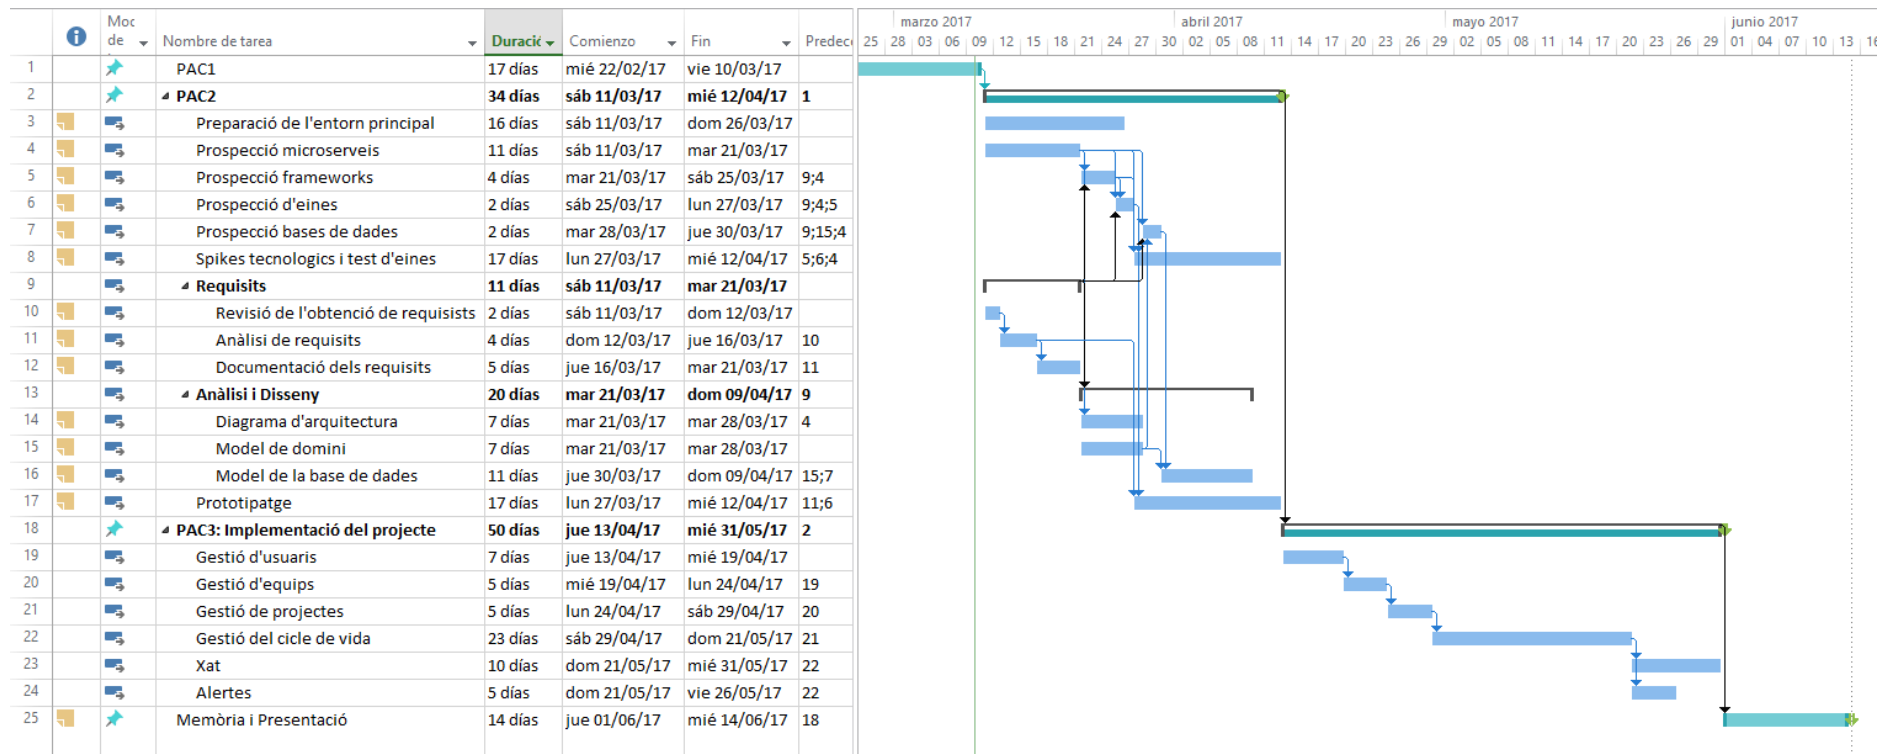 marzo 2017 abril 2017 mayo 2017 junio 2017
Moc de Nombre de tarea Duració Comienzo Fin Predec 25 28 03 06 09 12 15 18 21 24 27 30 02 05 08 11 14 17 20 23 26 29 02 05 08 11 14 17 20 23 26 29 01 04 07 10 13 16
1 PAC1 17 días mié 22/02/17 vie 10/03/17
2 PAC2 34 días sáb 11/03/17 mié 12/04/17 1
3 Preparació de l'entorn principal 16 días sáb 11/03/17 dom 26/03/17
4 Prospecció microserveis 11 días sáb 11/03/17 mar 21/03/17
5 Prospecció frameworks 4 días mar 21/03/17 sáb 25/03/17 9;4
6 Prospecció d'eines 2 días sáb 25/03/17 lun 27/03/17 9;4;5
7 Prospecció bases de dades 2 días mar 28/03/17 jue 30/03/17 9;15;4
8 Spikes tecnologics i test d'eines 17 días lun 27/03/17 mié 12/04/17 5;6;4
9 Requisits 11 días sáb 11/03/17 mar 21/03/17
10 Revisió de l'obtenció de requisists 2 días sáb 11/03/17 dom 12/03/17
11 Anàlisi de requisits 4 días dom 12/03/17 jue 16/03/17 10
12 Documentació dels requisits 5 días jue 16/03/17 mar 21/03/17 11
13 Anàlisi i Disseny 20 días mar 21/03/17 dom 09/04/17 9
14 Diagrama d'arquitectura 7 días mar 21/03/17 mar 28/03/17 4
15 Model de domini 7 días mar 21/03/17 mar 28/03/17
16 Model de la base de dades 11 días jue 30/03/17 dom 09/04/17 15;7
17 Prototipatge 17 días lun 27/03/17 mié 12/04/17 11;6
18 PAC3: Implementació del projecte 50 días jue 13/04/17 mié 31/05/17 2
19 Gestió d'usuaris 7 días jue 13/04/17 mié 19/04/17
20 Gestió d'equips 5 días mié 19/04/17 lun 24/04/17 19
21 Gestió de projectes 5 días lun 24/04/17 sáb 29/04/17 20
22 Gestió del cicle de vida 23 días sáb 29/04/17 dom 21/05/17 21
23 Xat 10 días dom 21/05/17 mié 31/05/17 22
24 Alertes 5 días dom 21/05/17 vie 26/05/17 22
25 Memòria i Presentació 14 días jue 01/06/17 mié 14/06/17 18